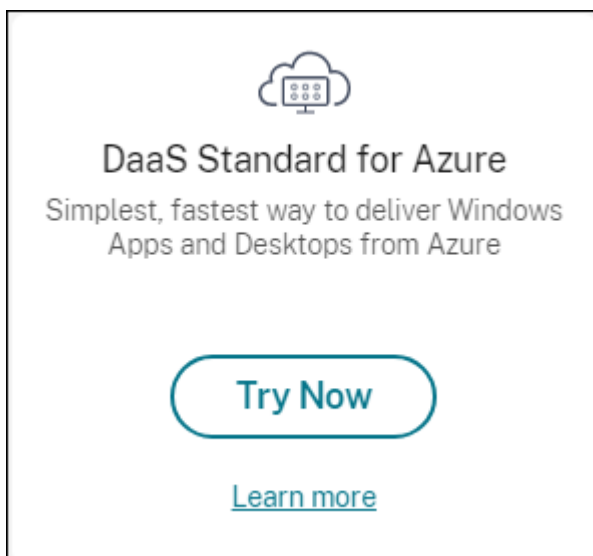 DaaS Standard for Azure
Simplest, fastest way to deliver Windows
Apps and Desktops from Azure
Try Now
Learn more